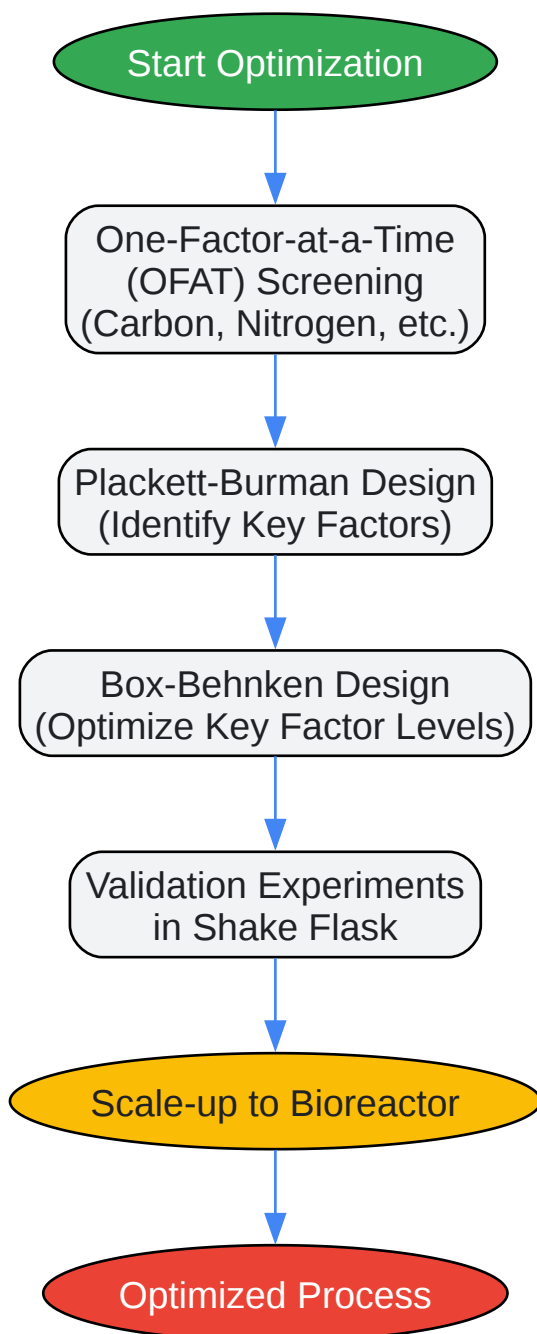 Start Optimization
One-Factor-at-a-Time
(OFAT) Screening
(Carbon, Nitrogen, etc.)
Plackett-Burman Design
(Identify Key Factors)
Box-Behnken Design
(Optimize Key Factor Levels)
Validation Experiments
in Shake Flask
Scale-up to Bioreactor
Optimized Process